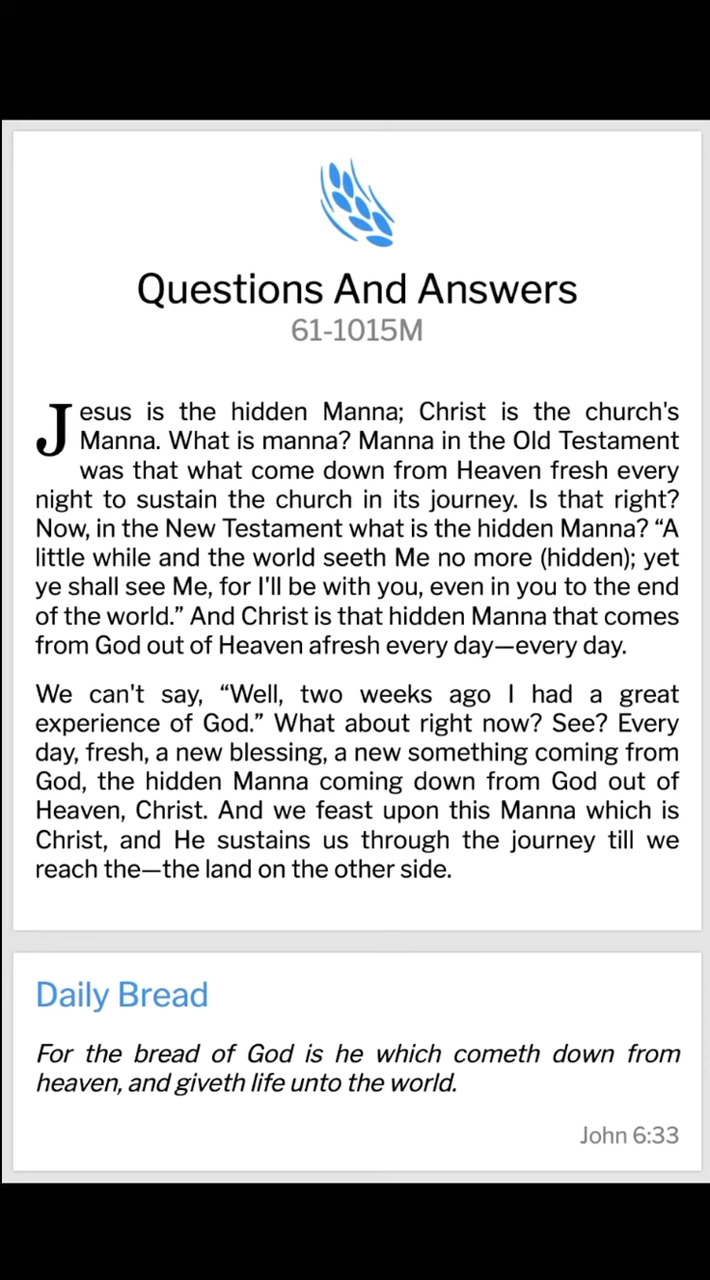 Questions And Answers
61-1015M
Jesus is the hidden Manna; Christ is the church's
Manna. What is manna? Manna in the Old Testament
was that what come down from Heaven fresh every
night to sustain the church in its journey. Is that right?
Now, in the New Testament what is the hidden Manna? “A
little while and the world seeth Me no more (hidden); yet
ye shall see Me, for I'll be with you, even in you to the end
of the world.” And Christ is that hidden Manna that comes
from God out of Heaven afresh every day—every day.
We can't say, “Well, two weeks ago I had a great
experience of God.” What about right now? See? Every
day, fresh, a new blessing, a new something coming from
God, the hidden Manna coming down from God out of
Heaven, Christ. And we feast upon this Manna which is
Christ, and He sustains us through the journey till we
reach the—the land on the other side.
Daily Bread
For the bread of God is he which cometh down from
heaven, and giveth life unto the world.
John 6:33